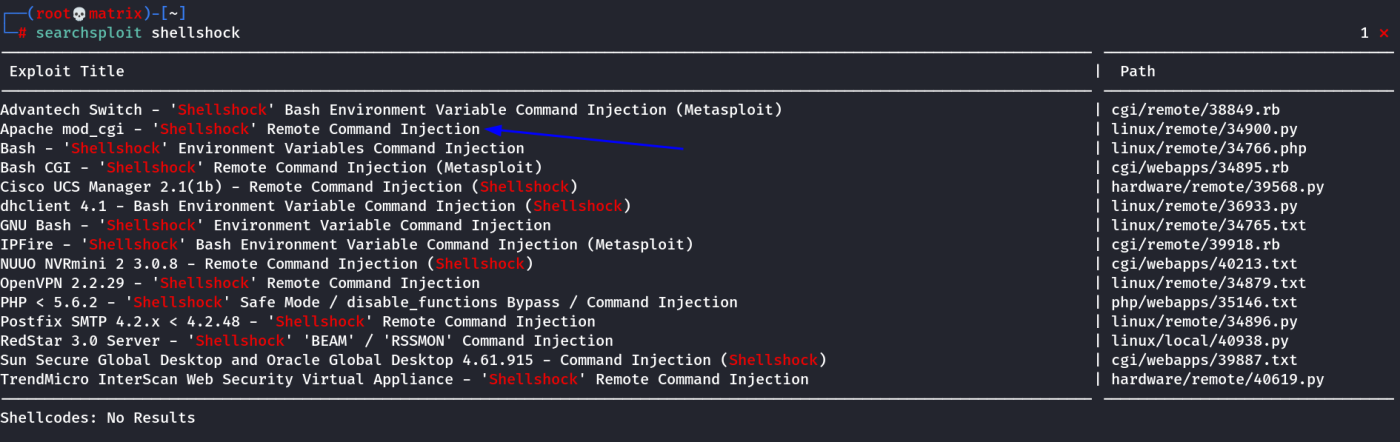 (root💀matrix)-[~]
# searchsploit shellshock 1 ⨯
Exploit Title | Path
Advantech Switch - 'Shellshock' Bash Environment Variable Command Injection (Metasploit) | cgi/remote/38849.rb
Apache mod_cgi - 'Shellshock' Remote Command Injection | linux/remote/34900.py
Bash - 'Shellshock' Environment Variables Command Injection | linux/remote/34766.php
Bash CGI - 'Shellshock' Remote Command Injection (Metasploit) | cgi/webapps/34895.rb
Cisco UCS Manager 2.1(1b) - Remote Command Injection (Shellshock) | hardware/remote/39568.py
dhclient 4.1 - Bash Environment Variable Command Injection (Shellshock) | linux/remote/36933.py
GNU Bash - 'Shellshock' Environment Variable Command Injection | linux/remote/34765.txt
IPFire - 'Shellshock' Bash Environment Variable Command Injection (Metasploit) | cgi/remote/39918.rb
NUUO NVRmini 2 3.0.8 - Remote Command Injection (Shellshock) | cgi/webapps/40213.txt
OpenVPN 2.2.29 - 'Shellshock' Remote Command Injection | linux/remote/34879.txt
PHP < 5.6.2 - 'Shellshock' Safe Mode / disable_functions Bypass / Command Injection | php/webapps/35146.txt
Postfix SMTP 4.2.x < 4.2.48 - 'Shellshock' Remote Command Injection | linux/remote/34896.py
RedStar 3.0 Server - 'Shellshock' 'BEAM' / 'RSSMON' Command Injection | linux/local/40938.py
Sun Secure Global Desktop and Oracle Global Desktop 4.61.915 - Command Injection (Shellshock) | cgi/webapps/39887.txt
TrendMicro InterScan Web Security Virtual Appliance - 'Shellshock' Remote Command Injection | hardware/remote/40619.py
Shellcodes: No Results